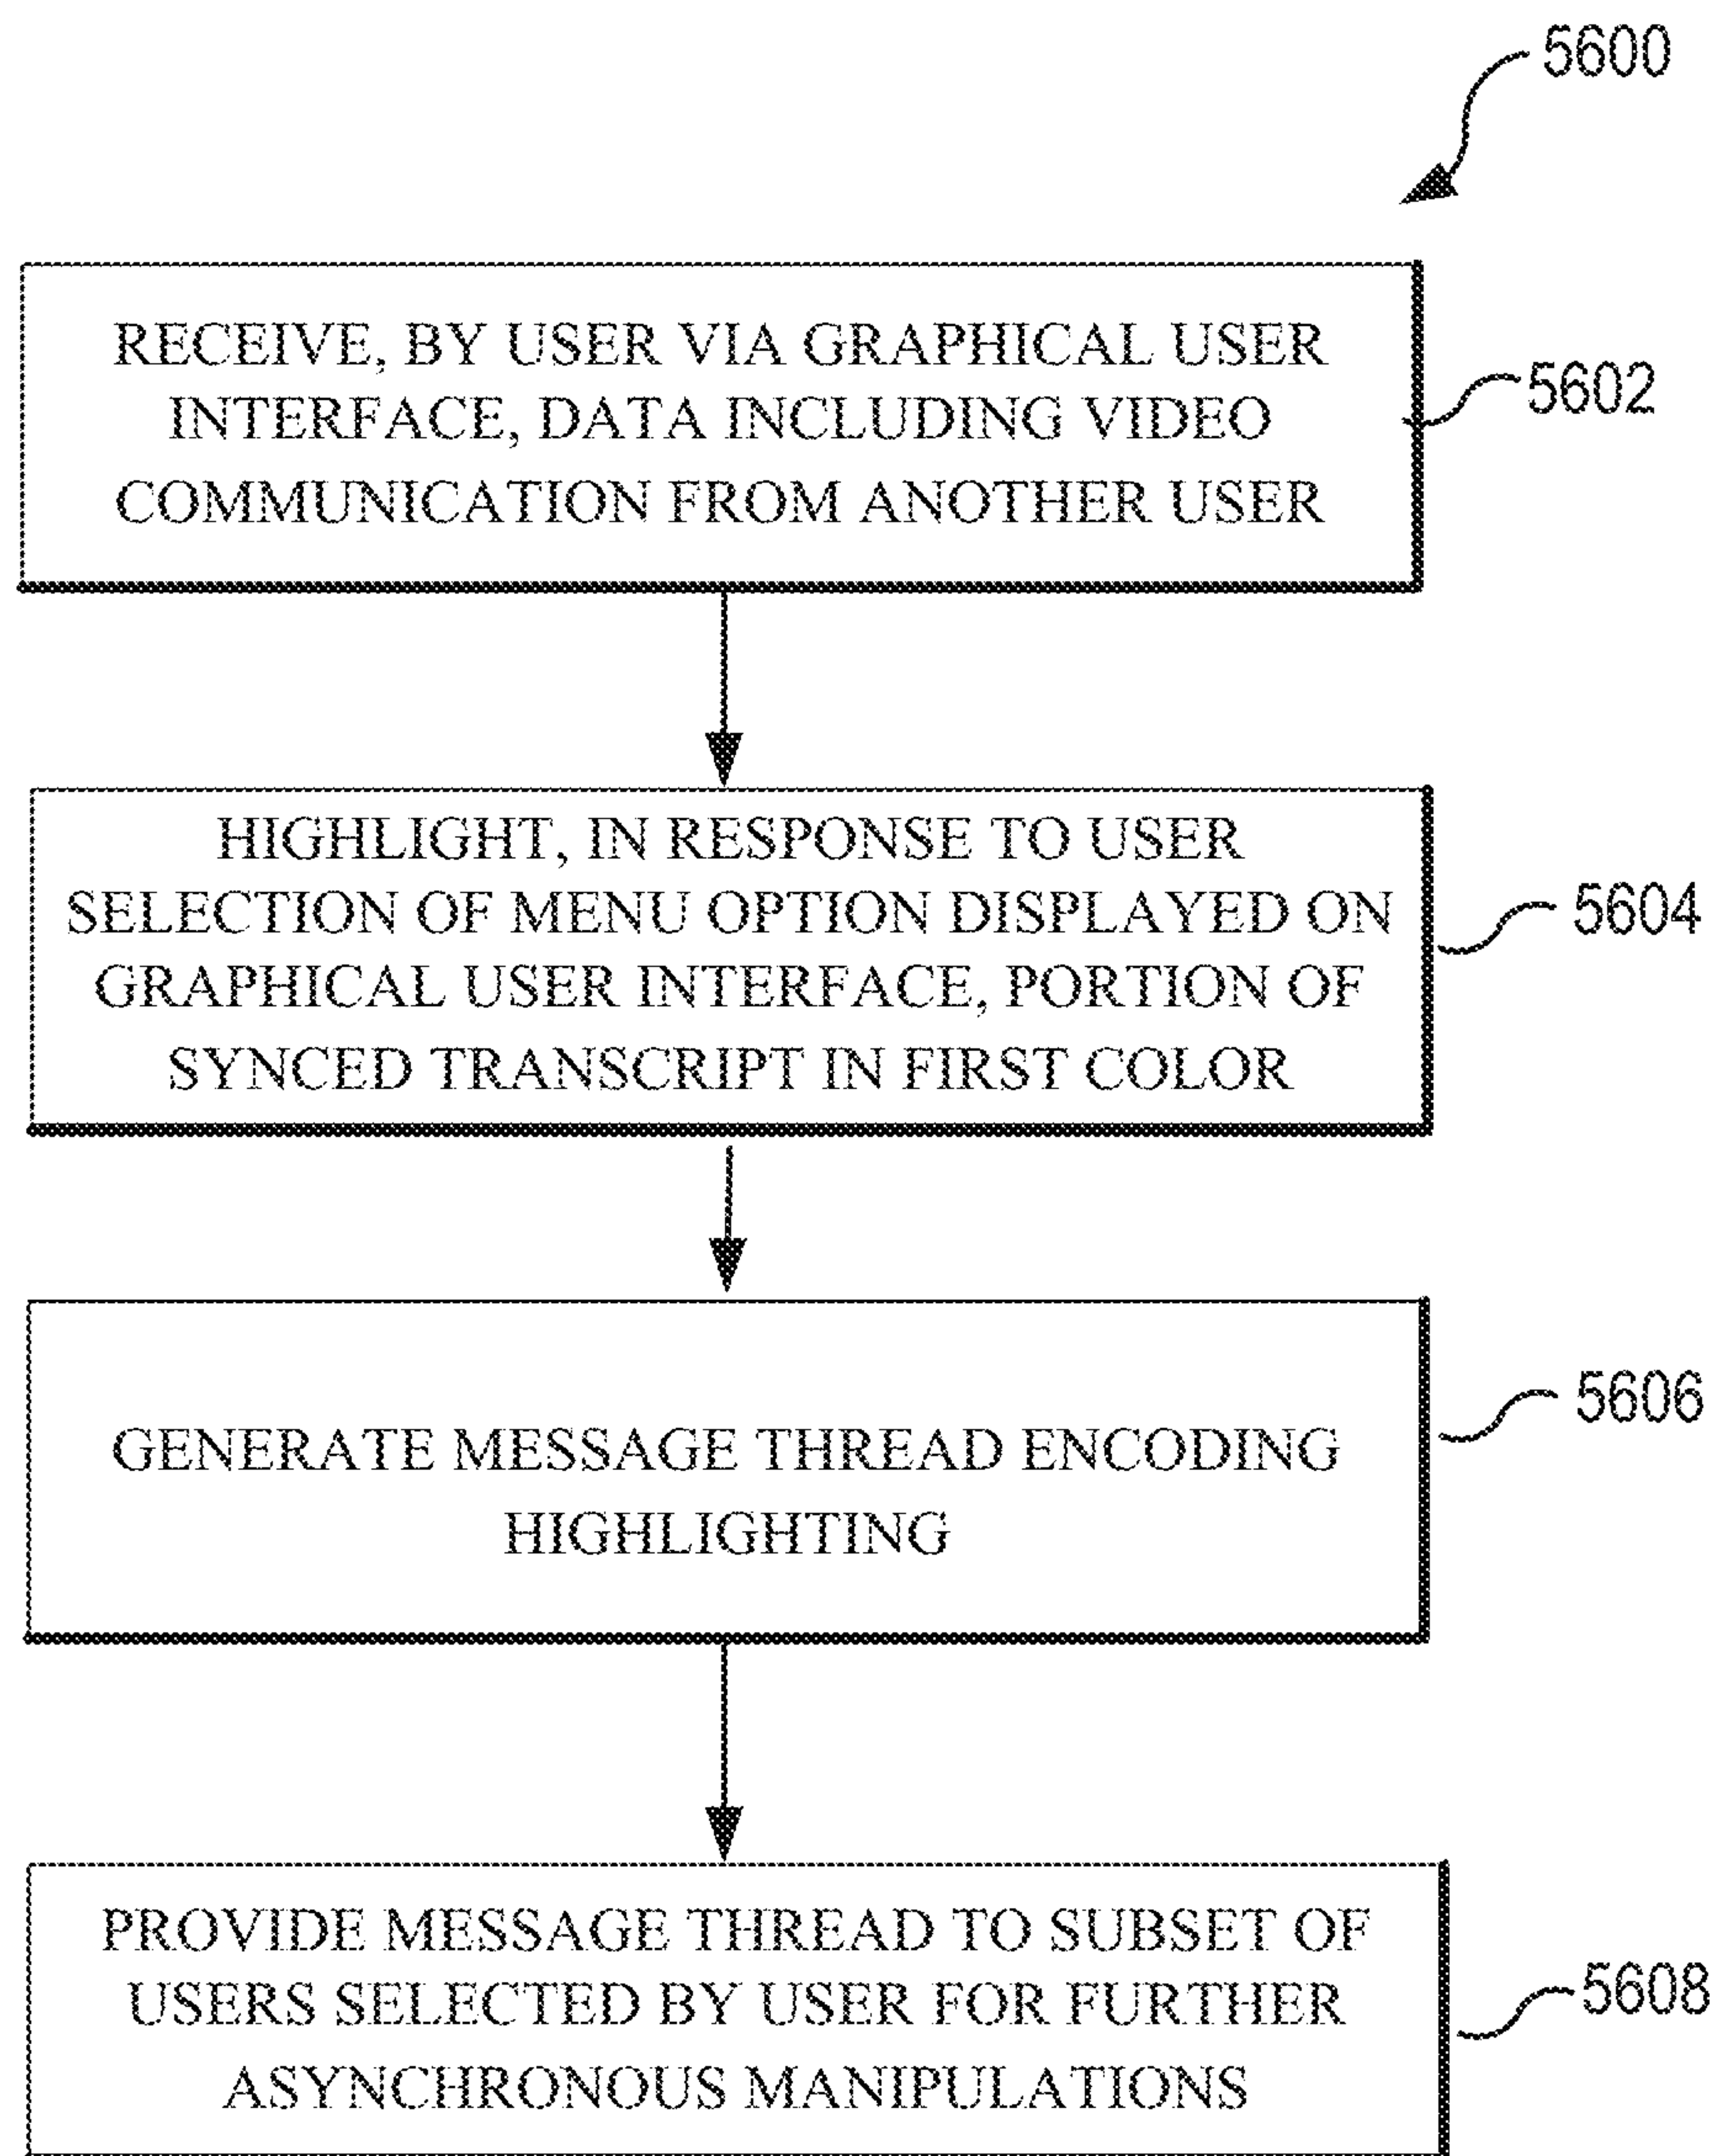 5600
RECEIVE, BY USER VIA GRAPHICAL USER
INTERFACE, DATA INCLUDING VIDEO
COMMUNICATION FROM ANOTHER USER
5602
HIGHLIGHT, IN RESPONSE TO USER
SELECTION OF MENU OPTION DISPLAYED ON
GRAPHICAL USER INTERFACE, PORTION OF
SYNCED TRANSCRIPT IN FIRST COLOR
5604
GENERATE MESSAGE THREAD ENCODING
HIGHLIGHTING
5606
PROVIDE MESSAGE THREAD TO SUBSET OF
USERS SELECTED BY USER FOR FURTHER
ASYNCHRONOUS MANIPULATIONS
5608